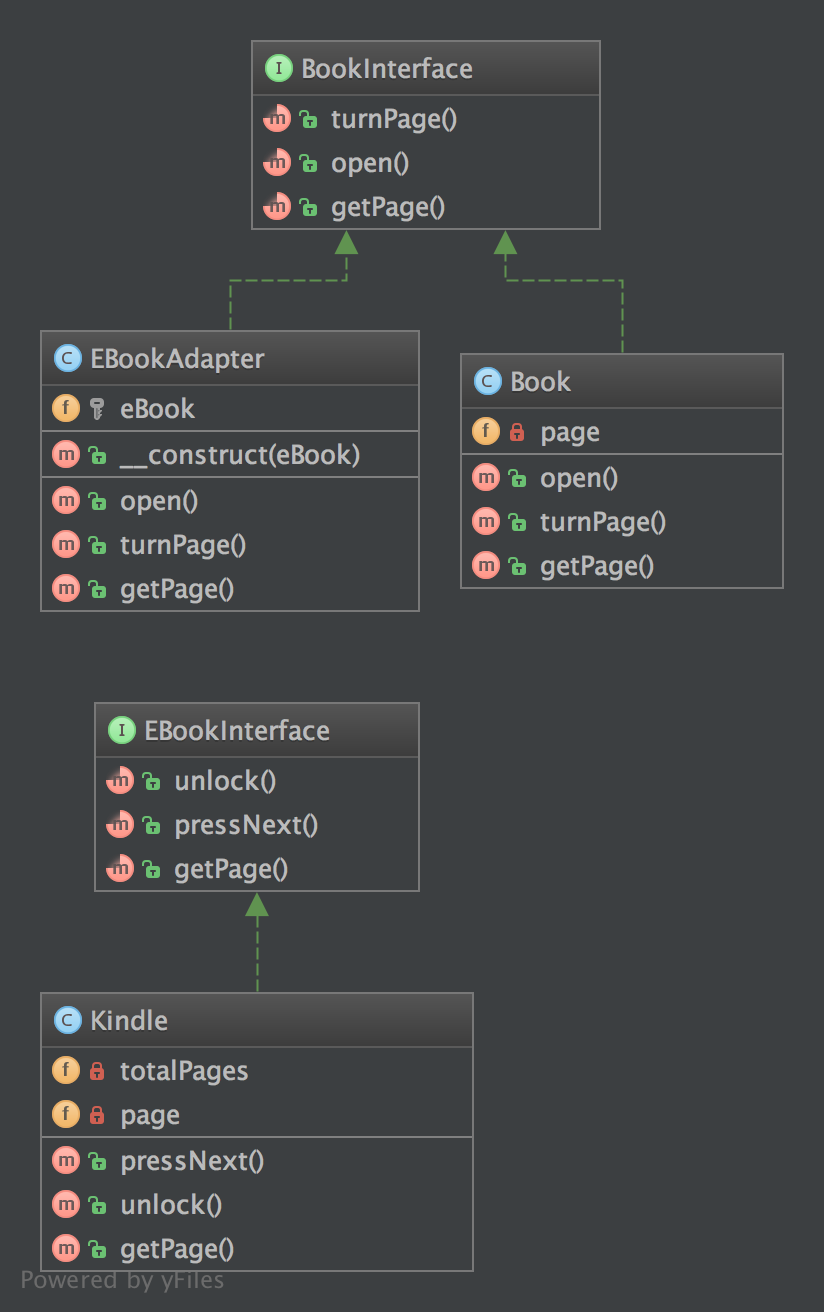 I BookInterface
m turnPage()
m open()
m getPage()
C EBookAdapter
f eBook
m __construct(eBook)
m open()
m turnPage()
m getPage()
C Book
f page
m open()
m turnPage()
m getPage()
I EBookInterface
m unlock()
m pressNext()
m getPage()
C Kindle
f totalPages
f page
m pressNext()
m unlock()
m getPage()
Powered by yFiles